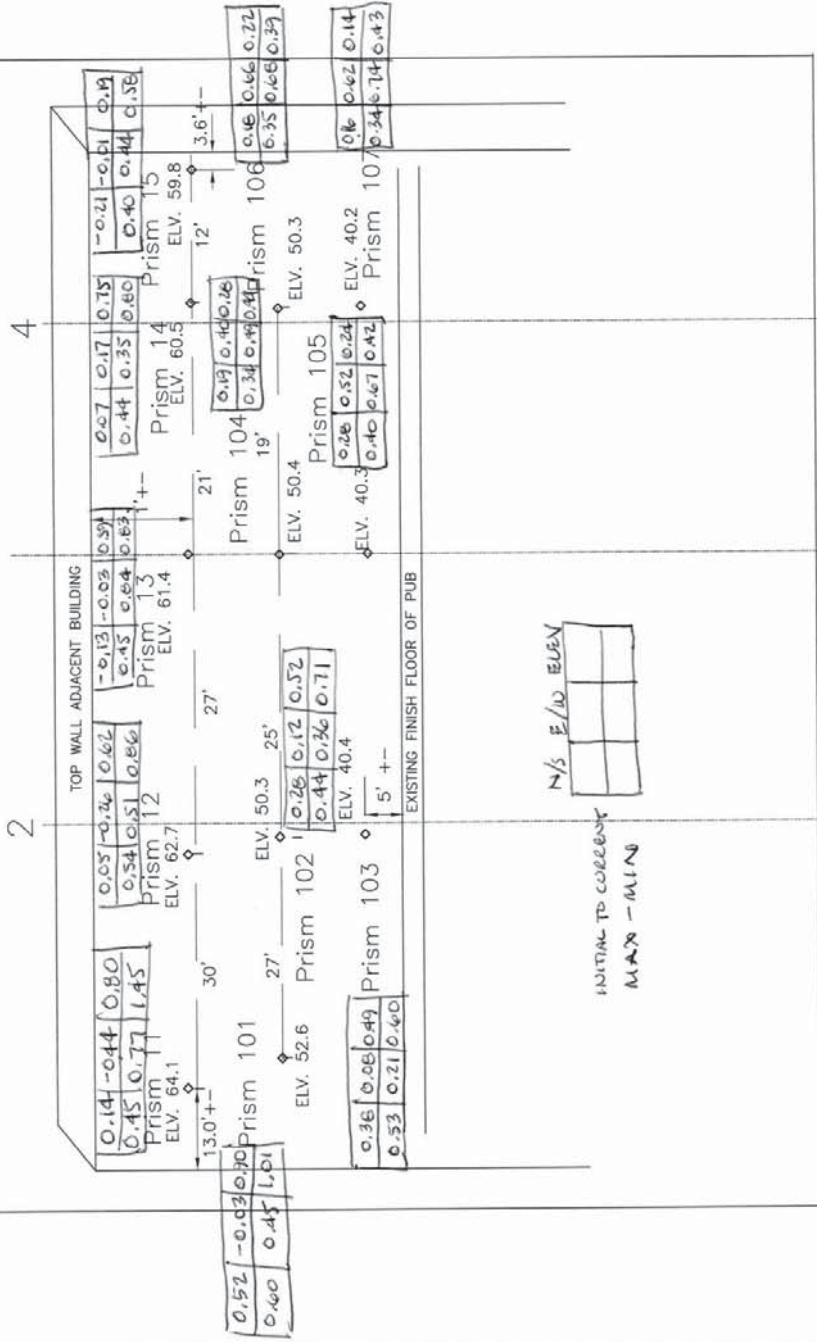 2
4
TOP WALL ADJACENT BUILDING
0.14 -0.44 0.80
0.45 0.77 1.45
Prism 11
ELV. 64.1
0.05 -0.26 0.62
0.54 0.51 0.86
Prism 12
ELV. 62.7
-0.13 -0.03 0.59
0.45 0.64 0.83
Prism 13
ELV. 61.4
0.07 0.17 0.75
0.44 0.35 0.80
Prism 14
ELV. 60.5
-0.21 -0.01 0.19
0.40 0.44 0.58
Prism 15
ELV. 59.8
13.0'+-
30'
27'
1'+-
21'
12'
3.6'+-
0.52 -0.03 0.90
0.60 0.45 1.01
Prism 101
ELV. 52.6
27'
Prism 102
ELV. 50.3
25'
0.28 0.12 0.52
0.44 0.36 0.71
Prism 104
19'
0.19 0.40 0.28
0.34 0.49
ELV. 50.4
Prism 106
0.18 0.66 0.22
0.35 0.68 0.39
ELV. 50.3
0.36 0.08 0.49
0.53 0.21 0.60
Prism 103
ELV. 40.4
5' +-
Prism 105
0.28 0.52 0.24
0.40 0.67 0.42
ELV. 40.3
0.16 0.62 0.14
0.34 0.74 0.43
ELV. 40.2
Prism 107
EXISTING FINISH FLOOR OF PUB
N/S E/W ELEV
INITIAL TO CURRENT
MAX - MIN